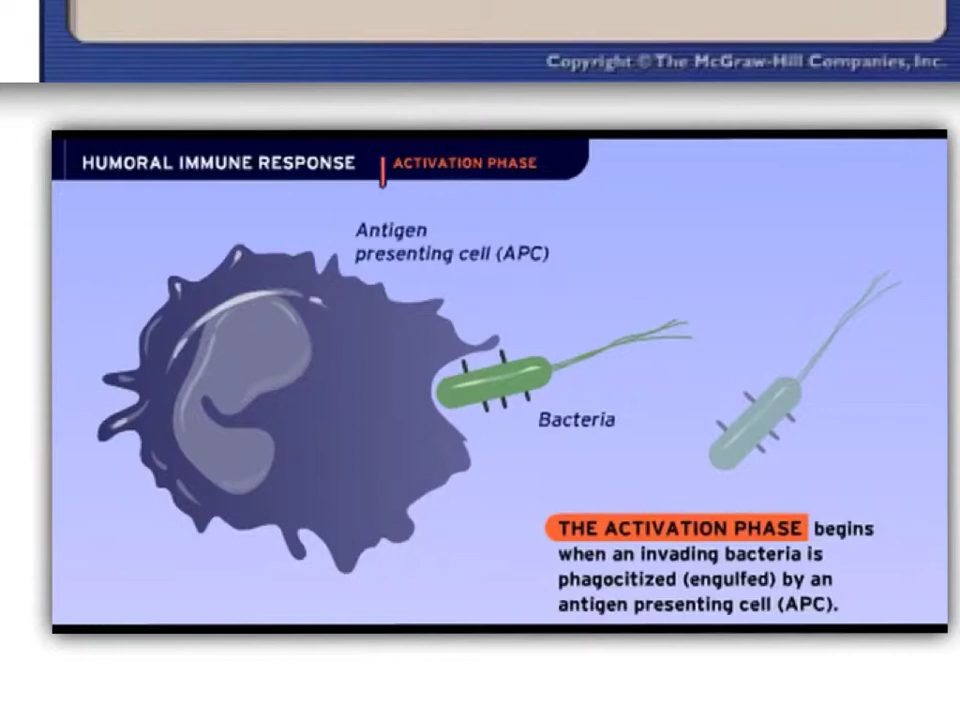 Copyright © The McGraw-Hill Companies, Inc.
HUMORAL IMMUNE RESPONSE
ACTIVATION PHASE
Antigen
presenting cell (APC)
Bacteria
THE ACTIVATION PHASE begins
when an invading bacteria is
phagocitized (engulfed) by an
antigen presenting cell (APC).